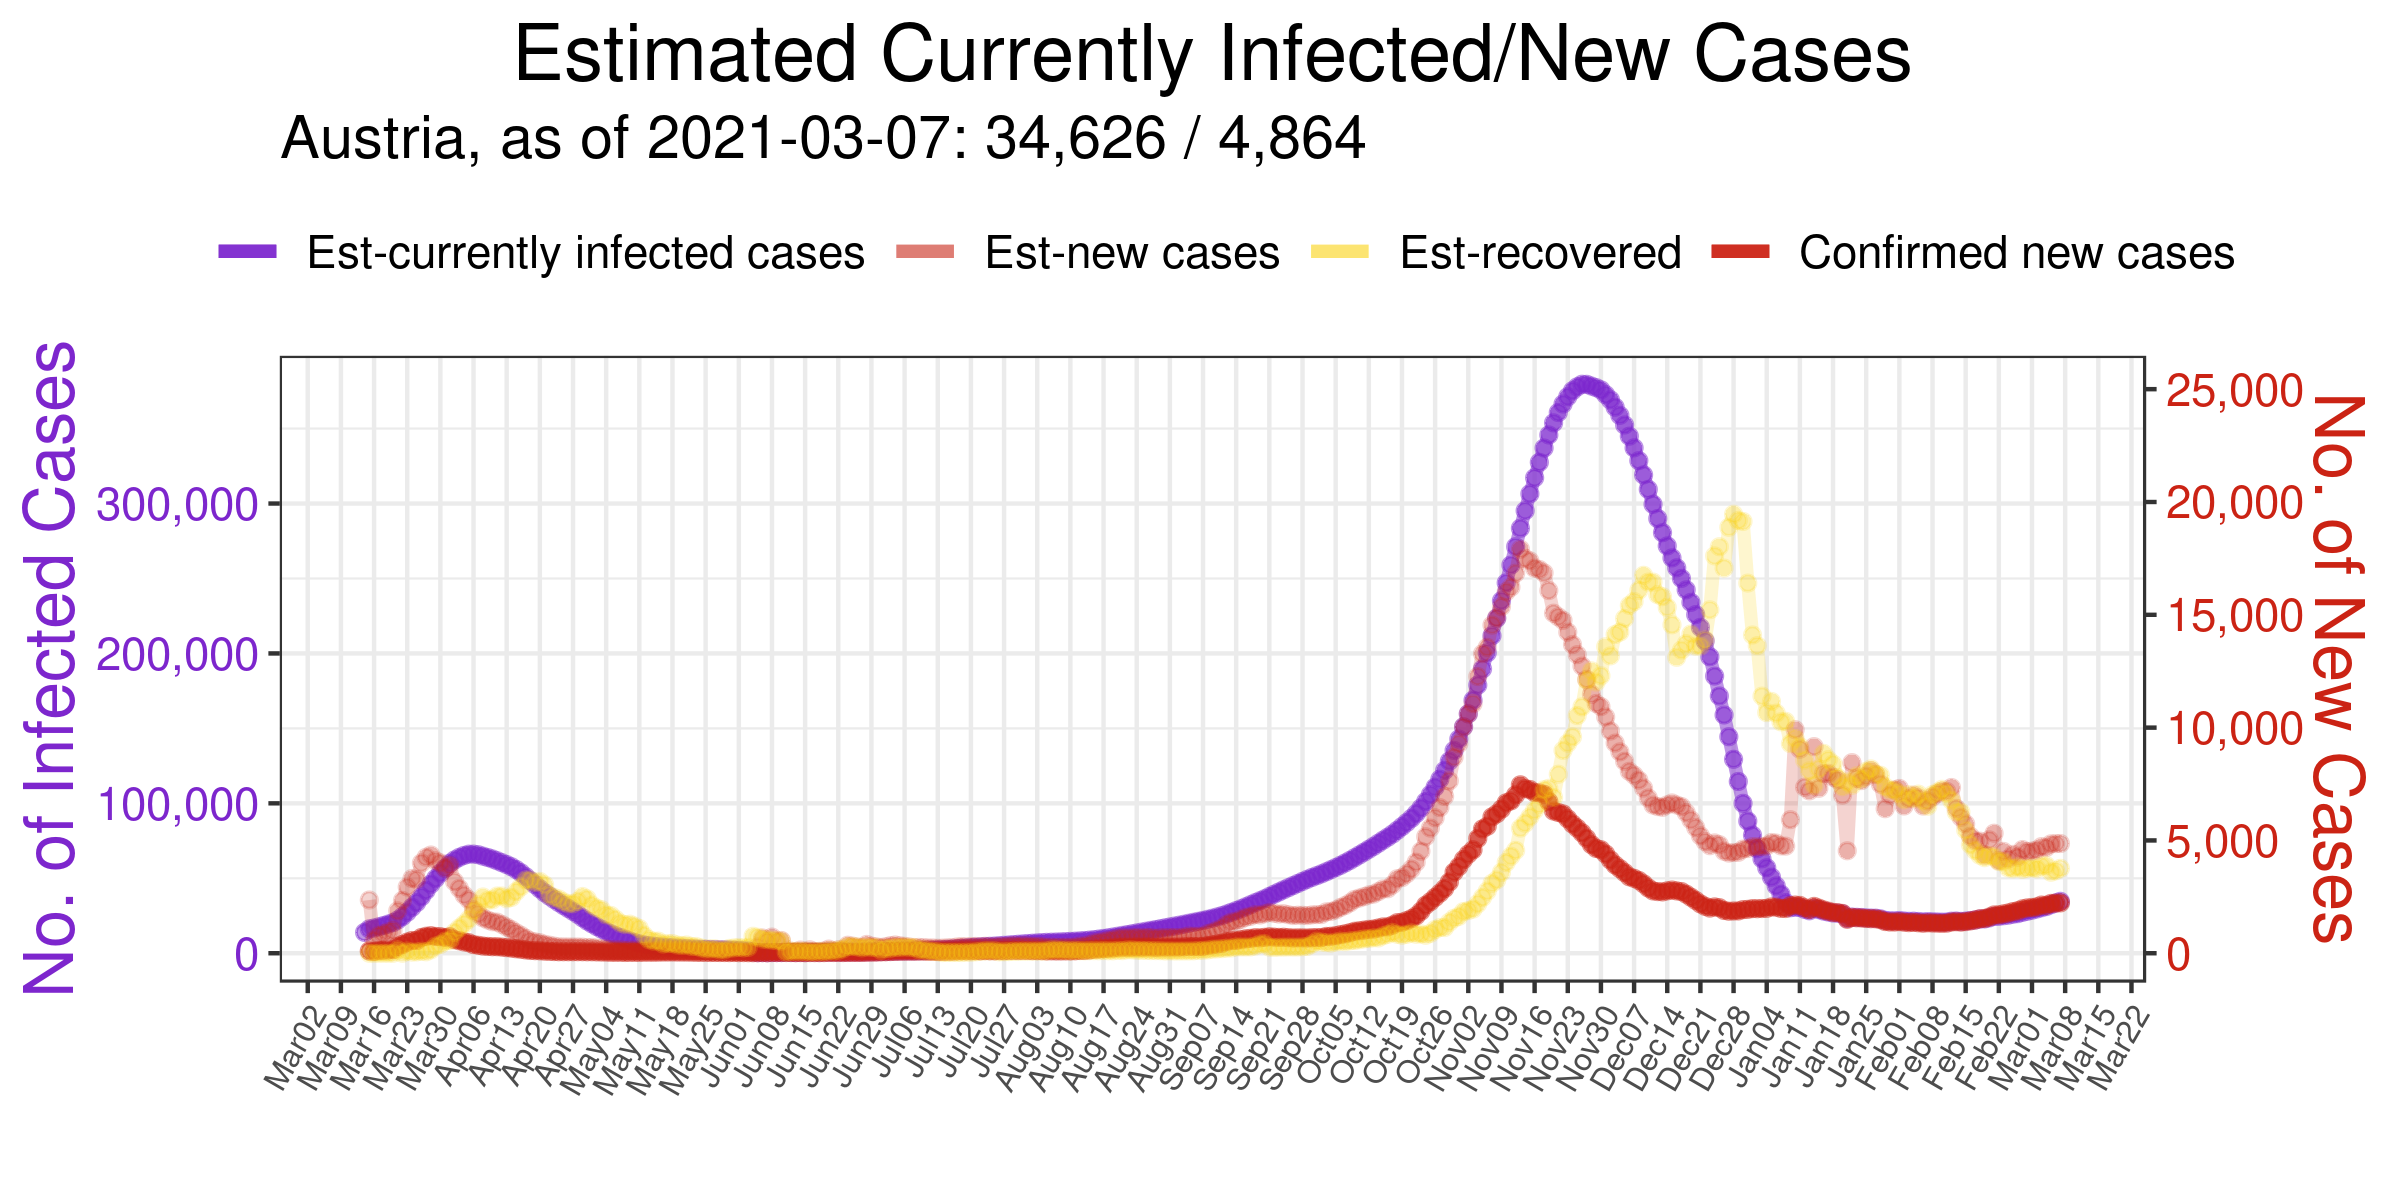 Estimated Currently Infected/New Cases
Austria, as of 2021-03-07: 34,626 / 4,864
Est-currently infected cases Est-new cases Est-recovered Confirmed new cases
No. of Infected Cases
300,000
200,000
100,000
0
25,000
20,000
15,000
10,000
5,000
0
No. of New Cases
Mar02 Mar09 Mar16 Mar23 Mar30 Apr06 Apr13 Apr20 Apr27 May04 May11 May18 May25 Jun01 Jun08 Jun15 Jun22 Jun29 Jul06 Jul13 Jul20 Jul27 Aug03 Aug10 Aug17 Aug24 Aug31 Sep07 Sep14 Sep21 Sep28 Oct05 Oct12 Oct19 Oct26 Nov02 Nov09 Nov16 Nov23 Nov30 Dec07 Dec14 Dec21 Dec28 Jan04 Jan11 Jan18 Jan25 Feb01 Feb08 Feb15 Feb22 Mar01 Mar08 Mar15 Mar22